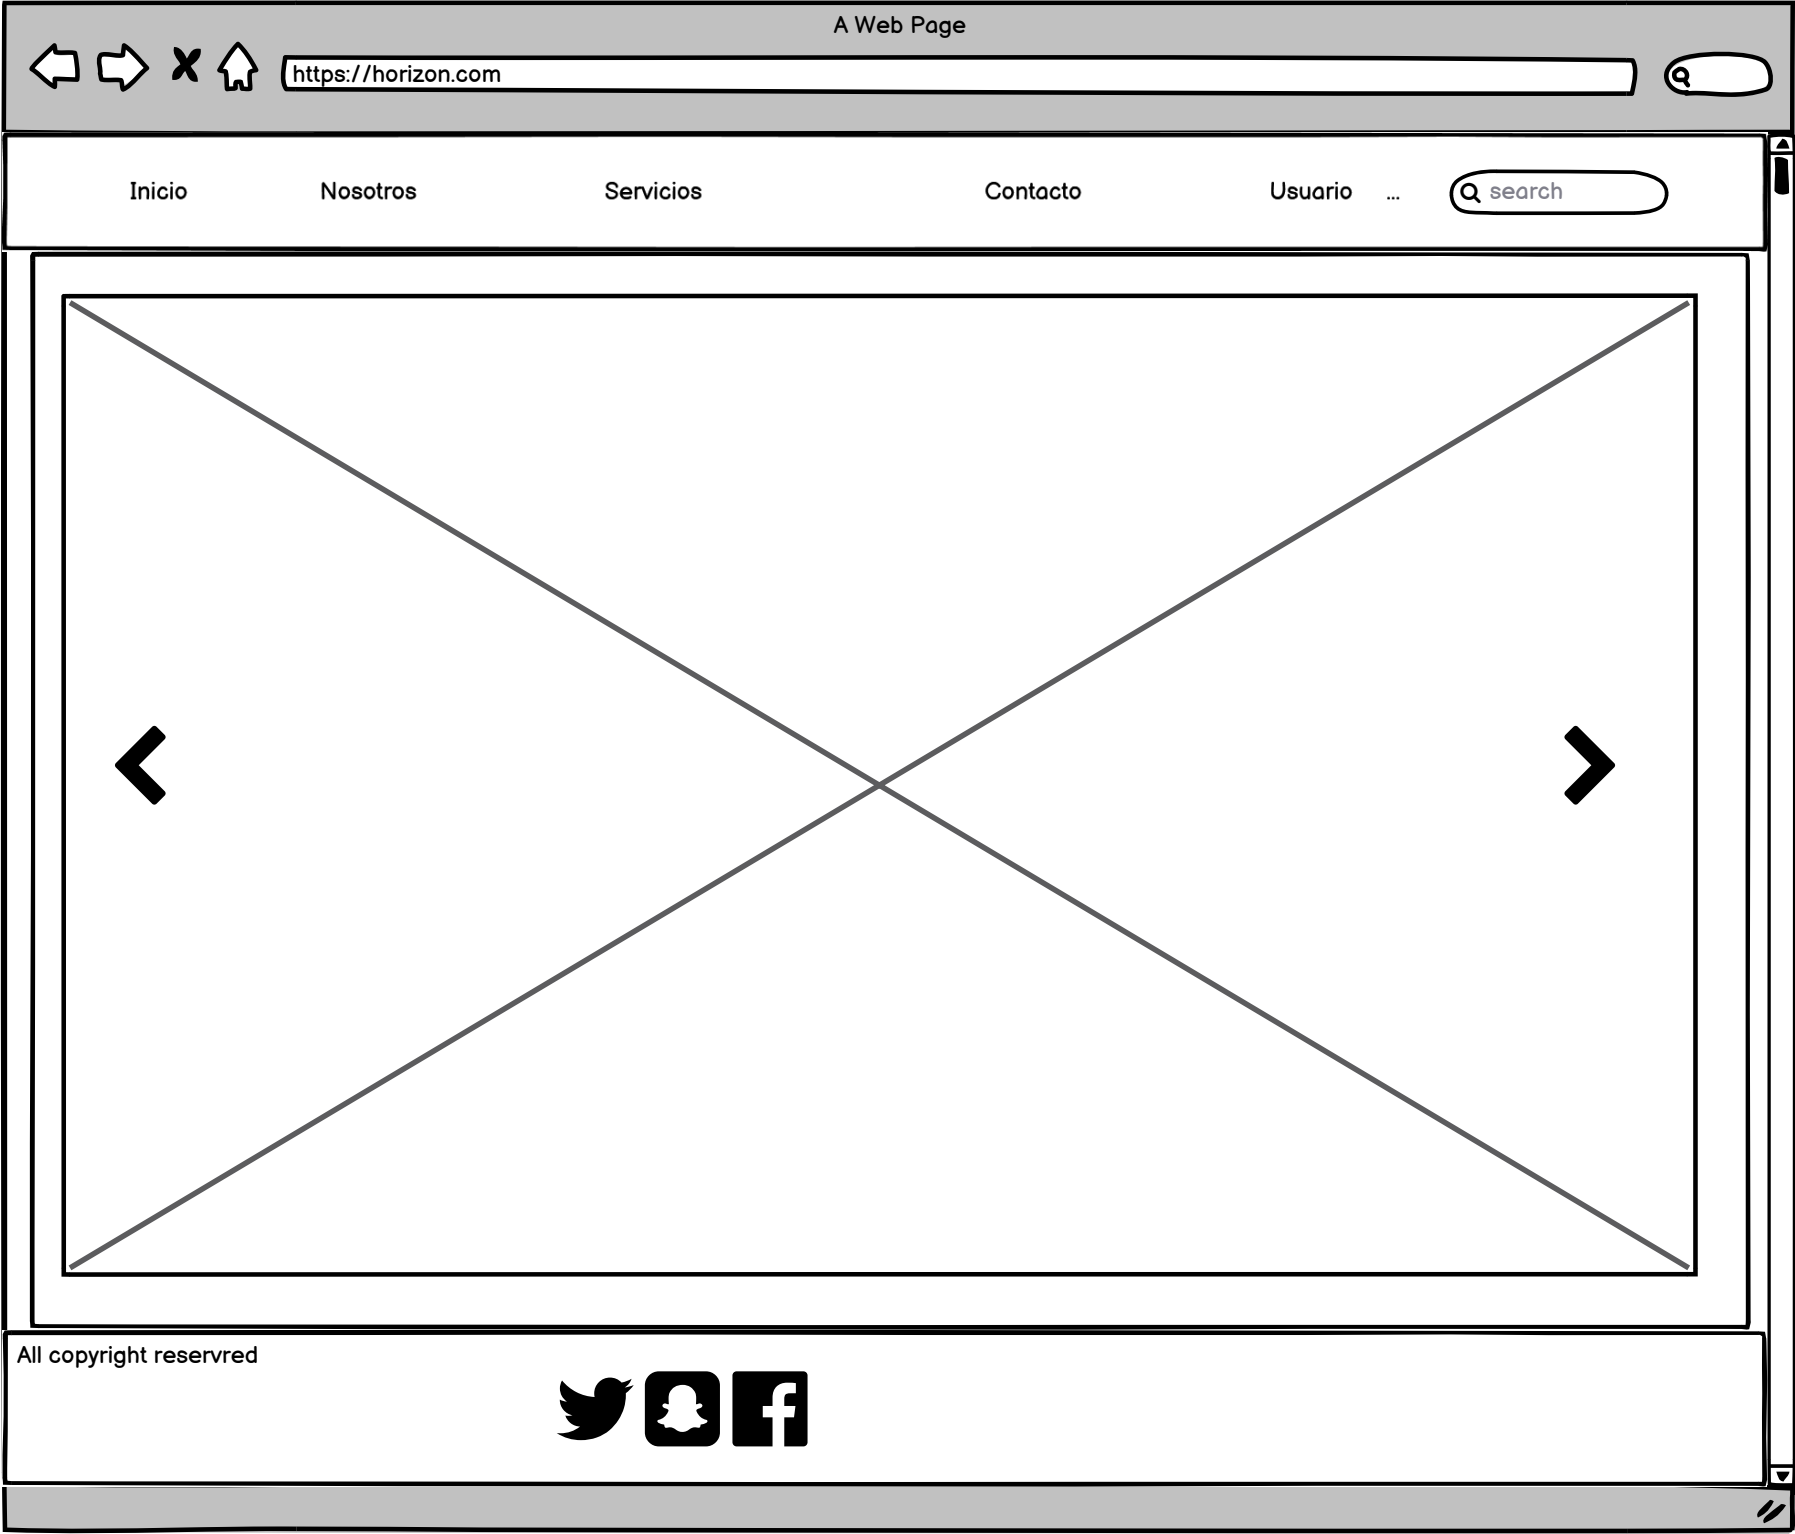 A Web Page
https://horizon.com
Inicio Nosotros Servicios Contacto Usuario ... search
All copyright reservred